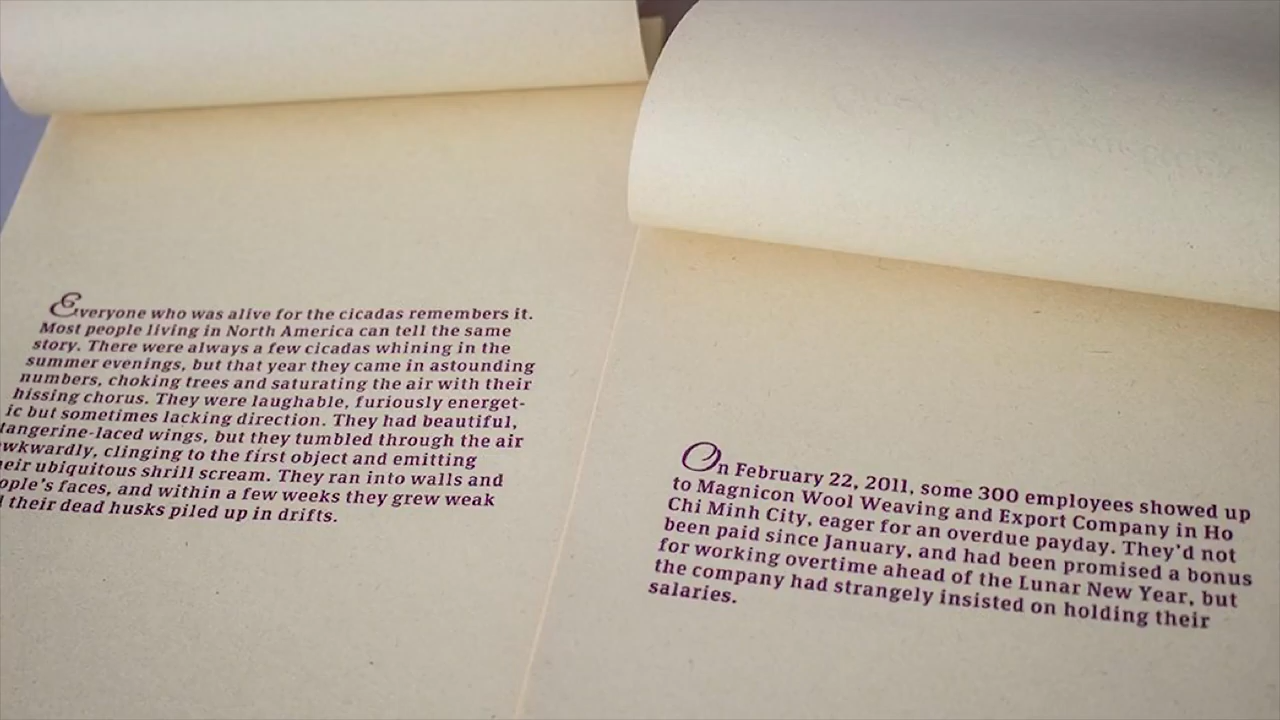 Everyone who was alive for the cicadas remembers it.
Most people living in North America can tell the same
story. There were always a few cicadas whining in the
summer evenings, but that year they came in astounding
numbers, choking trees and saturating the air with their
hissing chorus. They were laughable, furiously energet-
ic but sometimes lacking direction. They had beautiful,
tangerine-laced wings, but they tumbled through the air
wkwardly, clinging to the first object and emitting
eir ubiquitous shrill scream. They ran into walls and
ople's faces, and within a few weeks they grew weak
their dead husks piled up in drifts.
On February 22, 2011, some 300 employees showed up
to Magnicon Wool Weaving and Export Company in Ho
Chi Minh City, eager for an overdue payday. They'd not
been paid since January, and had been promised a bonus
for working overtime ahead of the Lunar New Year, but
the company had strangely insisted on holding their
salaries.